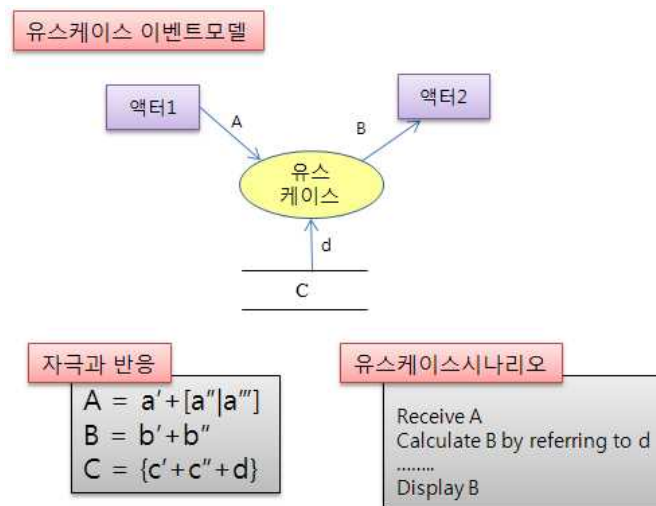 유스케이스 이벤트모델
액터1
액터2
A
B
유스
케이스
d
C
자극과 반응
A = a′+[a″|a‴]
B = b′+b″
C = {c′+c″+d}
유스케이스시나리오
Receive A
Calculate B by referring to d
........
Display B